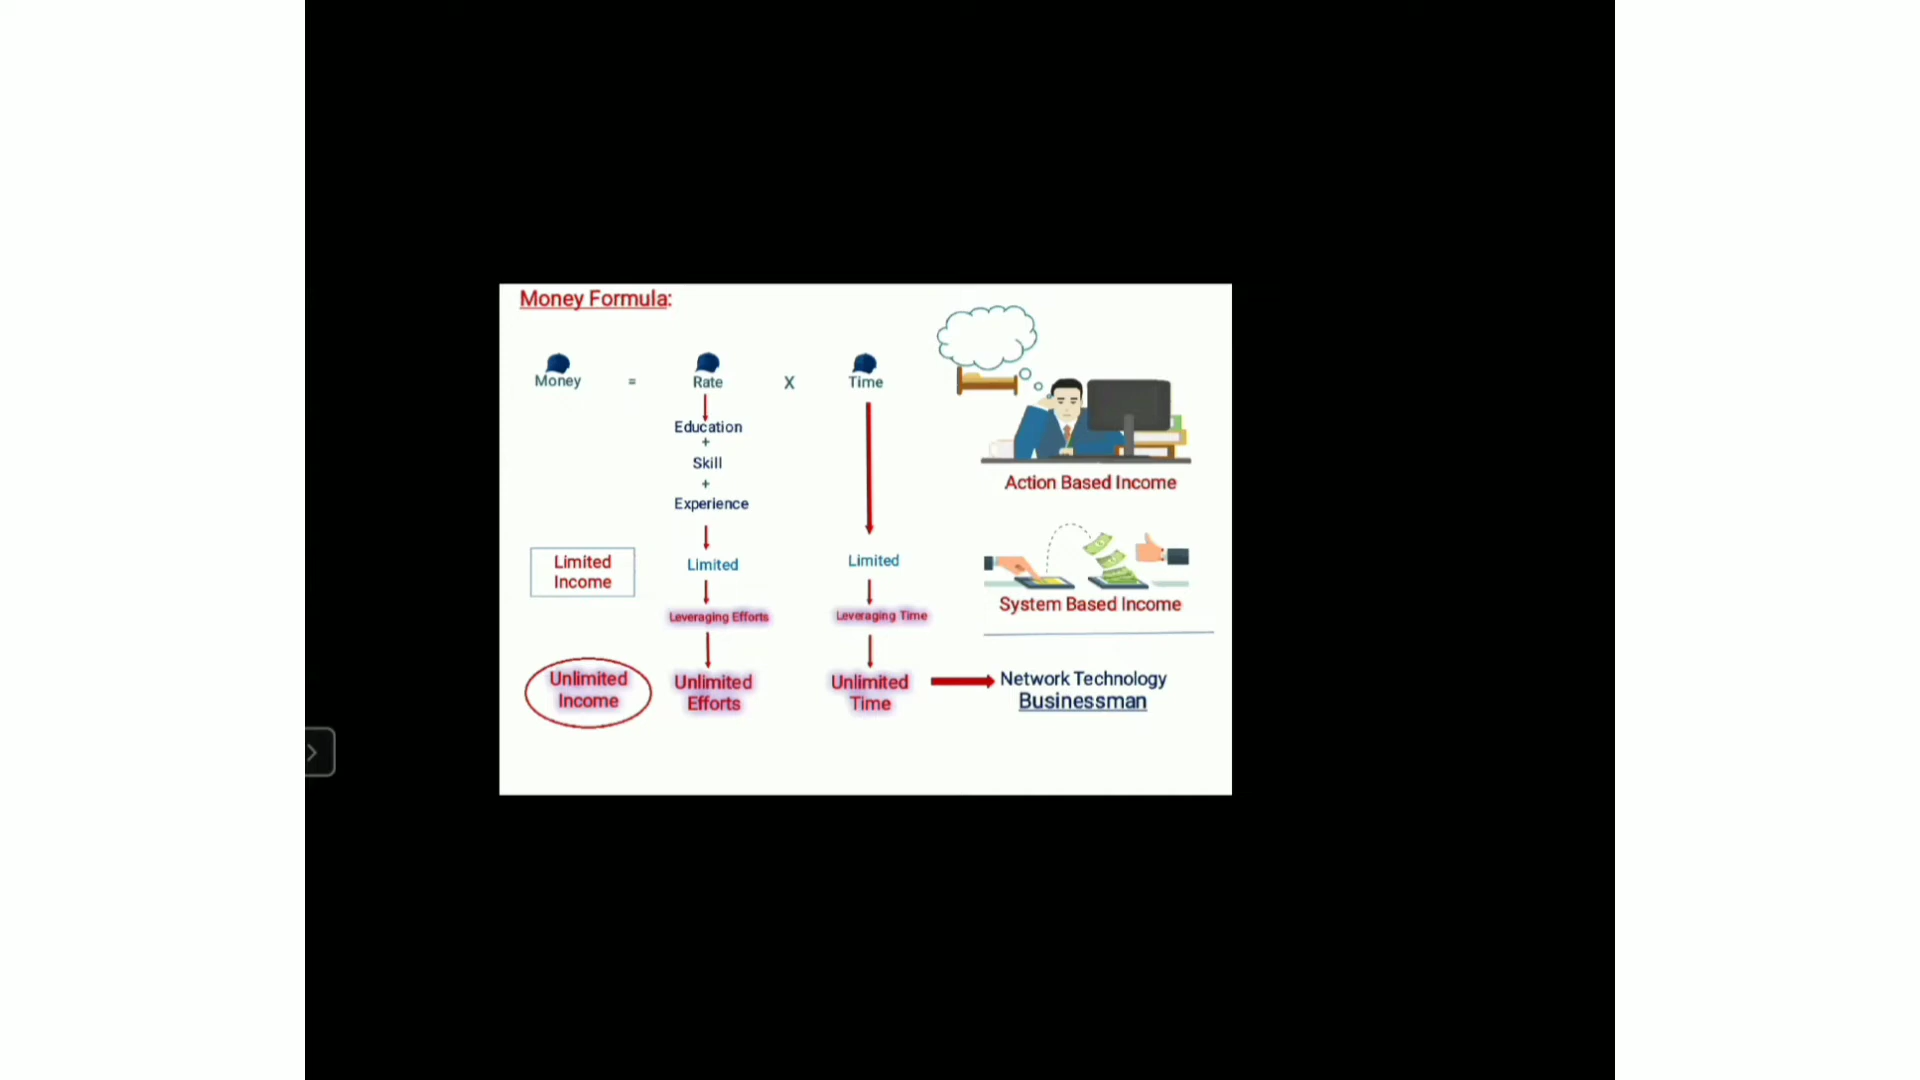 Money Formula:
Money = Rate X Time
Education
+
Skill
+
Experience
Action Based Income
Limited
Income
Limited
Limited
Leveraging Efforts
Leveraging Time
System Based Income
Unlimited
Income
Unlimited
Efforts
Unlimited
Time
Network Technology
Businessman